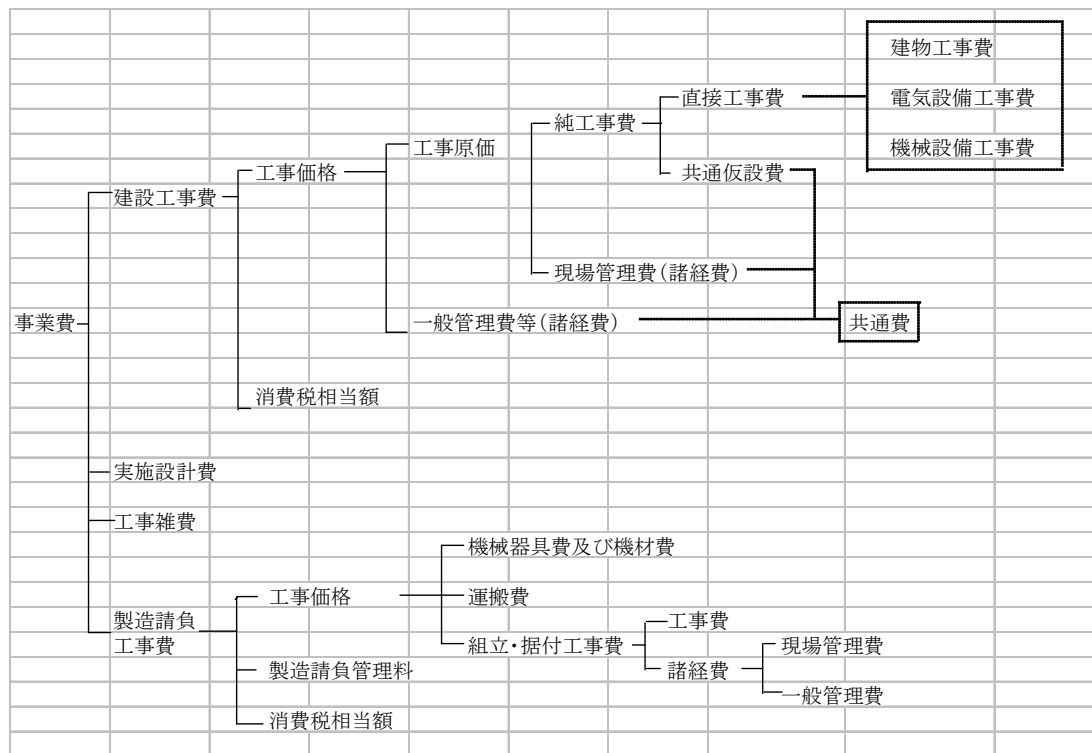 建物工事費
直接工事費
電気設備工事費
純工事費
工事原価
機械設備工事費
工事価格
共通仮設費
建設工事費
現場管理費(諸経費)
事業費
一般管理費等(諸経費)
共通費
消費税相当額
実施設計費
工事雑費
機械器具費及び機材費
工事価格
運搬費
製造請負
工事費
工事費
組立・据付工事費
現場管理費
製造請負管理料
諸経費
一般管理費
消費税相当額